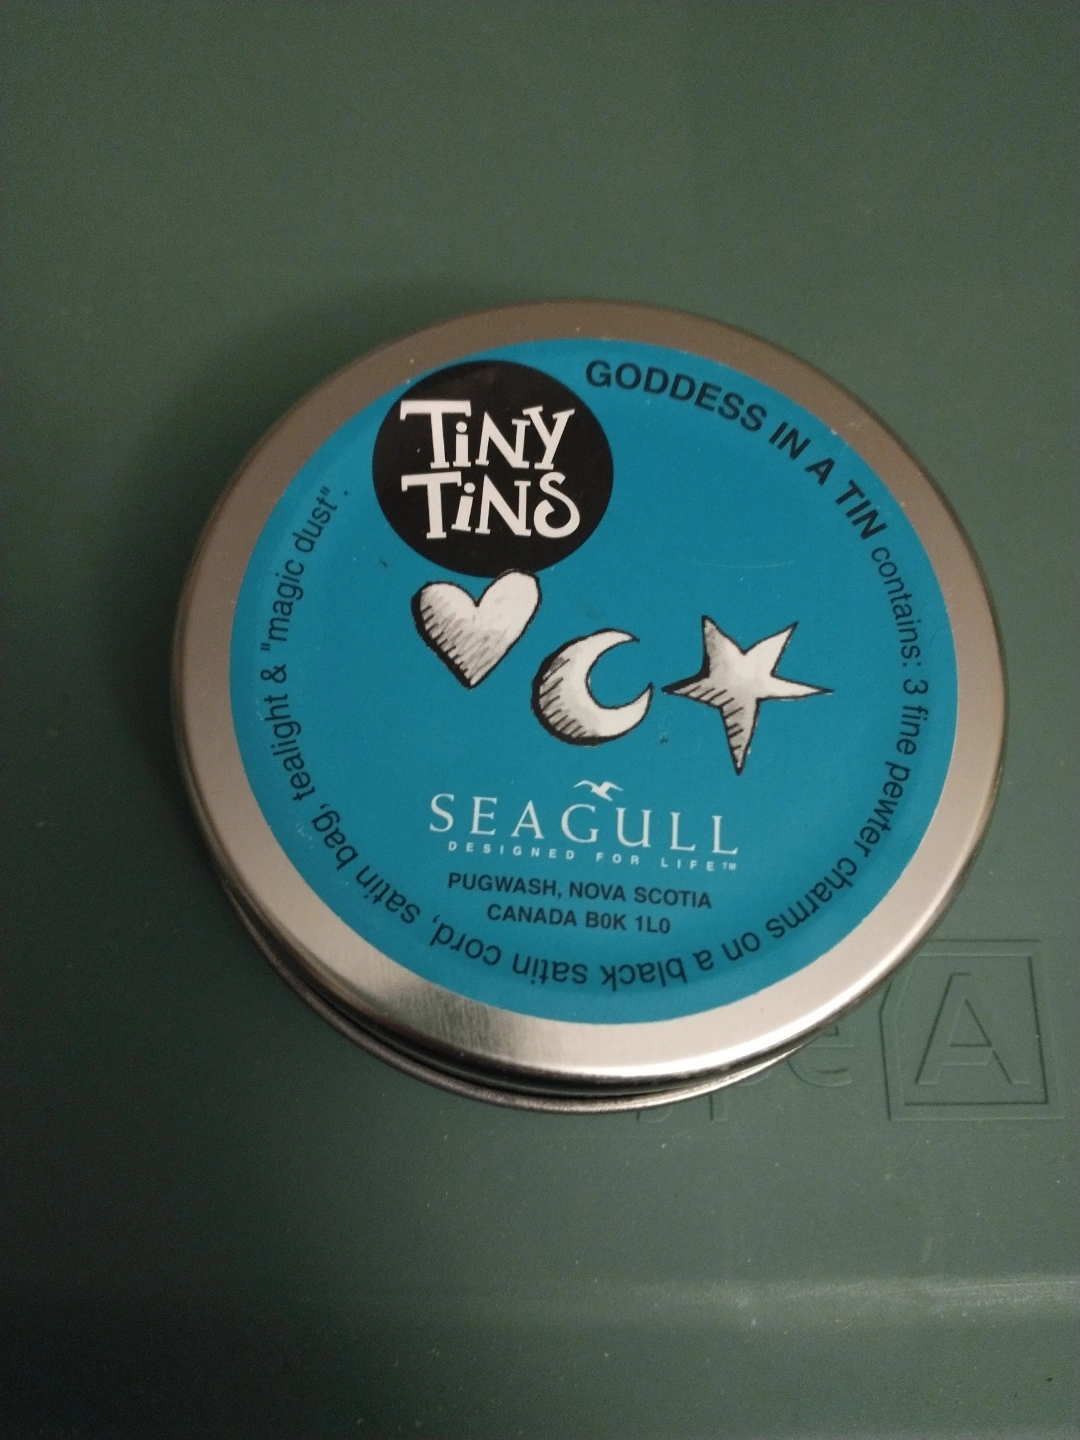 TiNY
TiNS
GODDESS IN A TIN contains: 3 fine pewter charms on a black satin cord, satin bag, tealight & "magic dust".
SEAGULL
DESIGNED FOR LIFE™
PUGWASH, NOVA SCOTIA
CANADA B0K 1L0
A